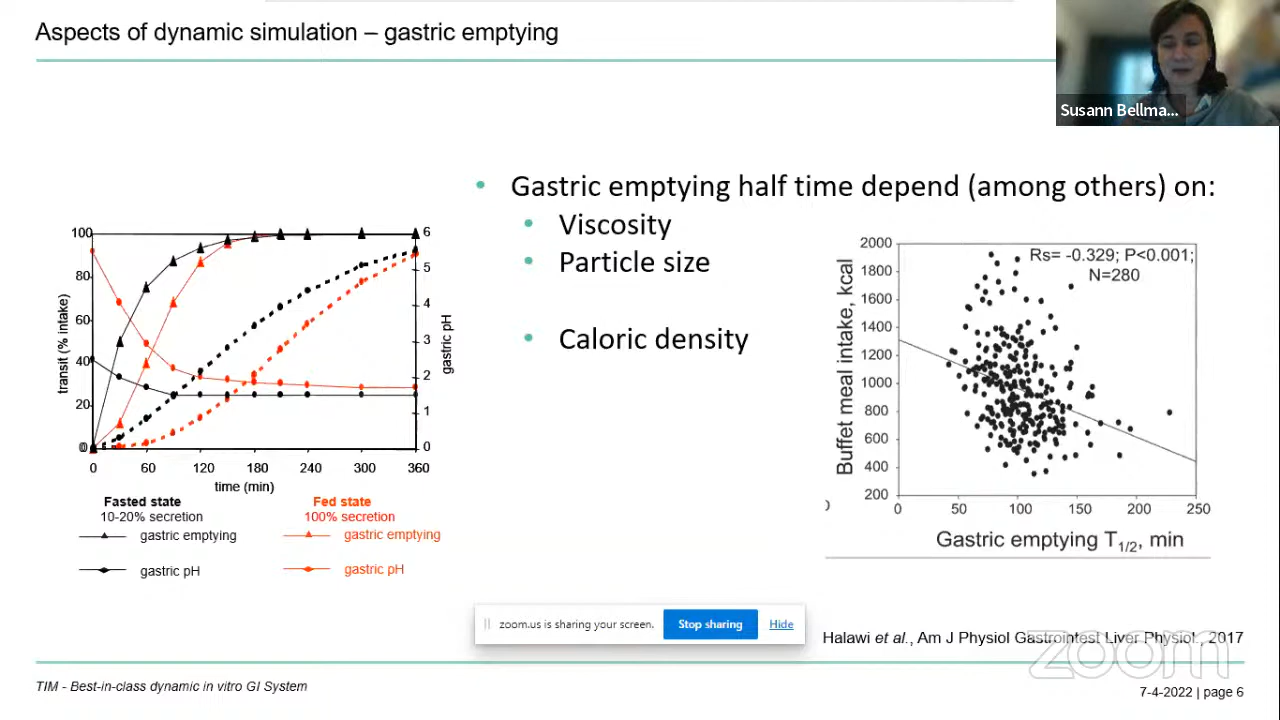 Aspects of dynamic simulation – gastric emptying
Susann Bellma...
• Gastric emptying half time depend (among others) on:
• Viscosity
• Particle size
• Caloric density
100
80
60
40
20
0
transit (% intake)
6
5
4
3
2
1
0
gastric pH
0 60 120 180 240 300 360
time (min)
Fasted state
10-20% secretion
gastric emptying
gastric pH
Fed state
100% secretion
gastric emptying
gastric pH
Rs= -0.329; P<0.001;
N=280
2000
1800
1600
1400
1200
1000
800
600
400
200
Buffet meal intake, kcal
0 50 100 150 200 250
Gastric emptying T1/2, min
zoom.us is sharing your screen. Stop sharing Hide
Halawi et al., Am J Physiol Gastrointest Liver Physiol, 2017
zoom
TIM - Best-in-class dynamic in vitro GI System
7-4-2022 | page 6